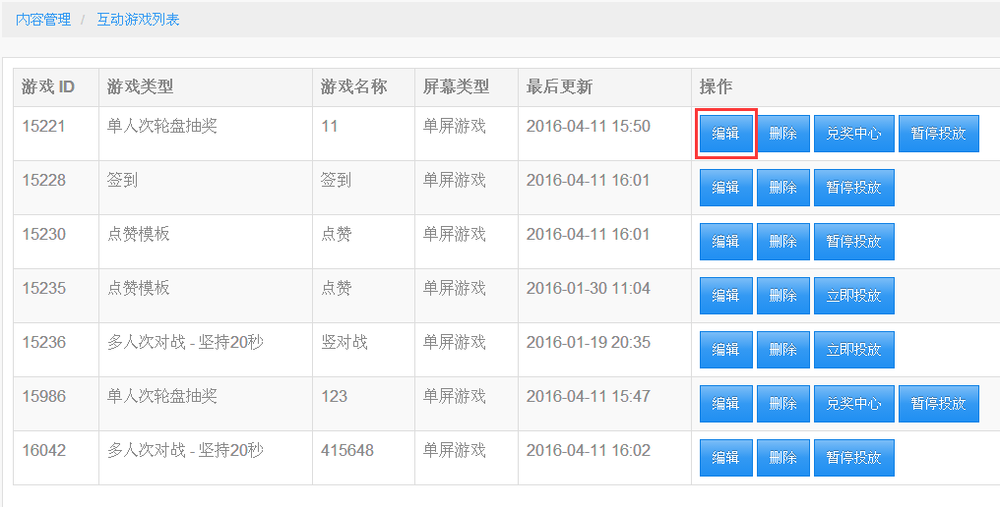 内容管理 / 互动游戏列表
游戏 ID 游戏类型 游戏名称 屏幕类型 最后更新 操作
15221 单人次轮盘抽奖 11 单屏游戏 2016-04-11 15:50 编辑 删除 兑奖中心 暂停投放
15228 签到 签到 单屏游戏 2016-04-11 16:01 编辑 删除 暂停投放
15230 点赞模板 点赞 单屏游戏 2016-04-11 16:01 编辑 删除 暂停投放
15235 点赞模板 点赞 单屏游戏 2016-01-30 11:04 编辑 删除 立即投放
15236 多人次对战 - 坚持20秒 竖对战 单屏游戏 2016-01-19 20:35 编辑 删除 立即投放
15986 单人次轮盘抽奖 123 单屏游戏 2016-04-11 15:47 编辑 删除 兑奖中心 暂停投放
16042 多人次对战 - 坚持20秒 415648 单屏游戏 2016-04-11 16:02 编辑 删除 暂停投放